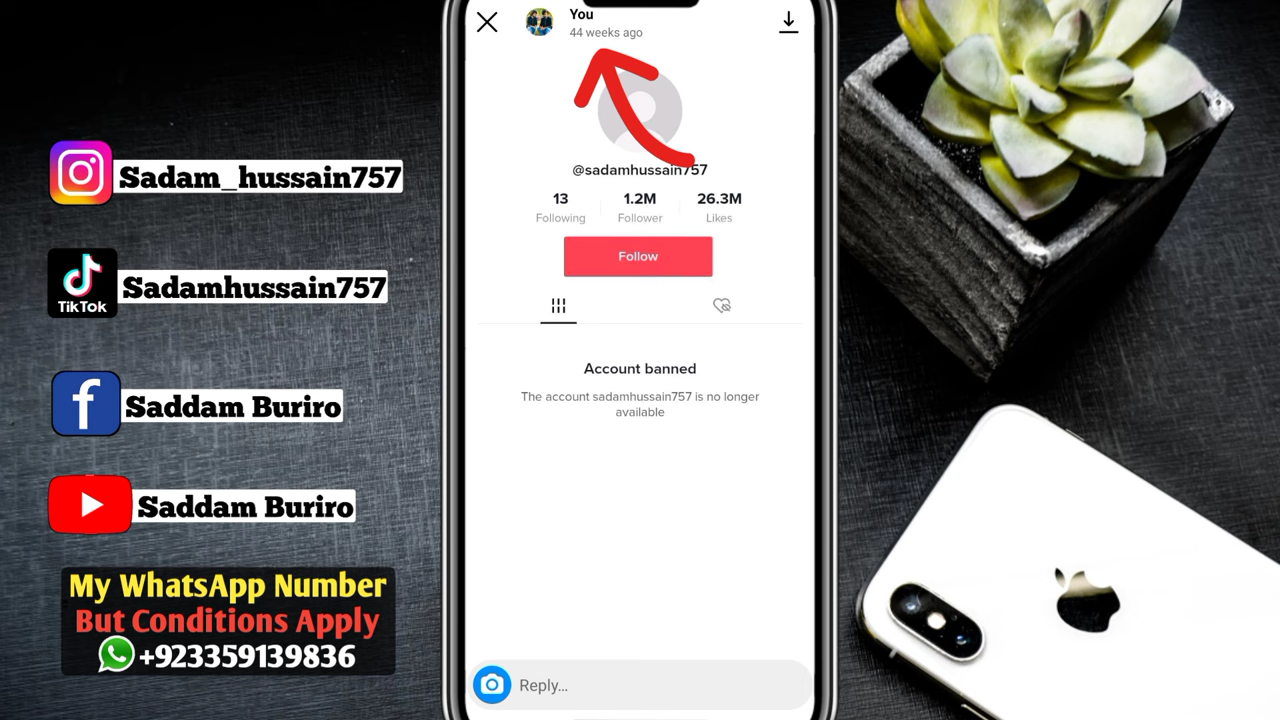 Sadam_hussain757
TikTok
Sadamhussain757
f
Saddam Buriro
Saddam Buriro
My WhatsApp Number
But Conditions Apply
+923359139836
You
44 weeks ago
@sadamhussain757
13
1.2M
26.3M
Following
Follower
Likes
Follow
Account banned
The account sadamhussain757 is no longer
available
Reply...